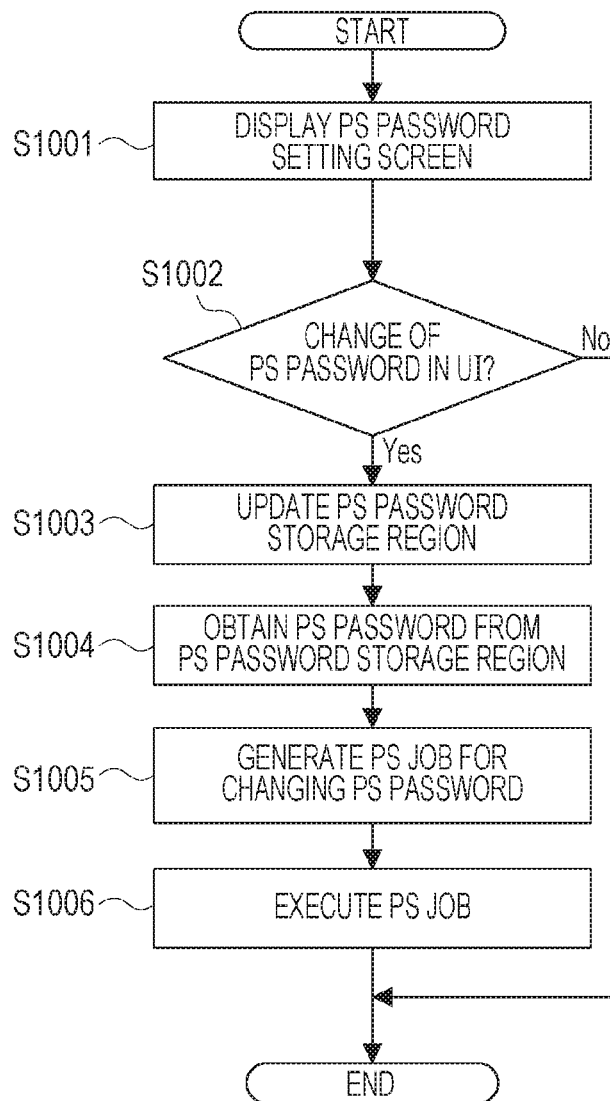 START
S1001
DISPLAY PS PASSWORD
SETTING SCREEN
S1002
CHANGE OF
PS PASSWORD IN UI?
No
Yes
S1003
UPDATE PS PASSWORD
STORAGE REGION
S1004
OBTAIN PS PASSWORD FROM
PS PASSWORD STORAGE REGION
S1005
GENERATE PS JOB FOR
CHANGING PS PASSWORD
S1006
EXECUTE PS JOB
END